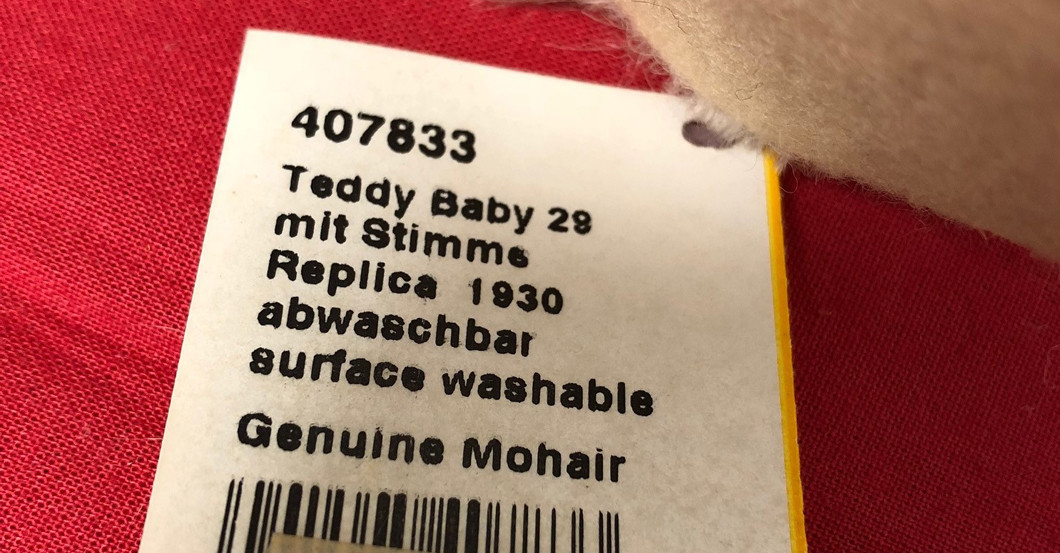 407833
Teddy Baby 29
mit Stimme
Replica 1930
abwaschbar
surface washable
Genuine Mohair